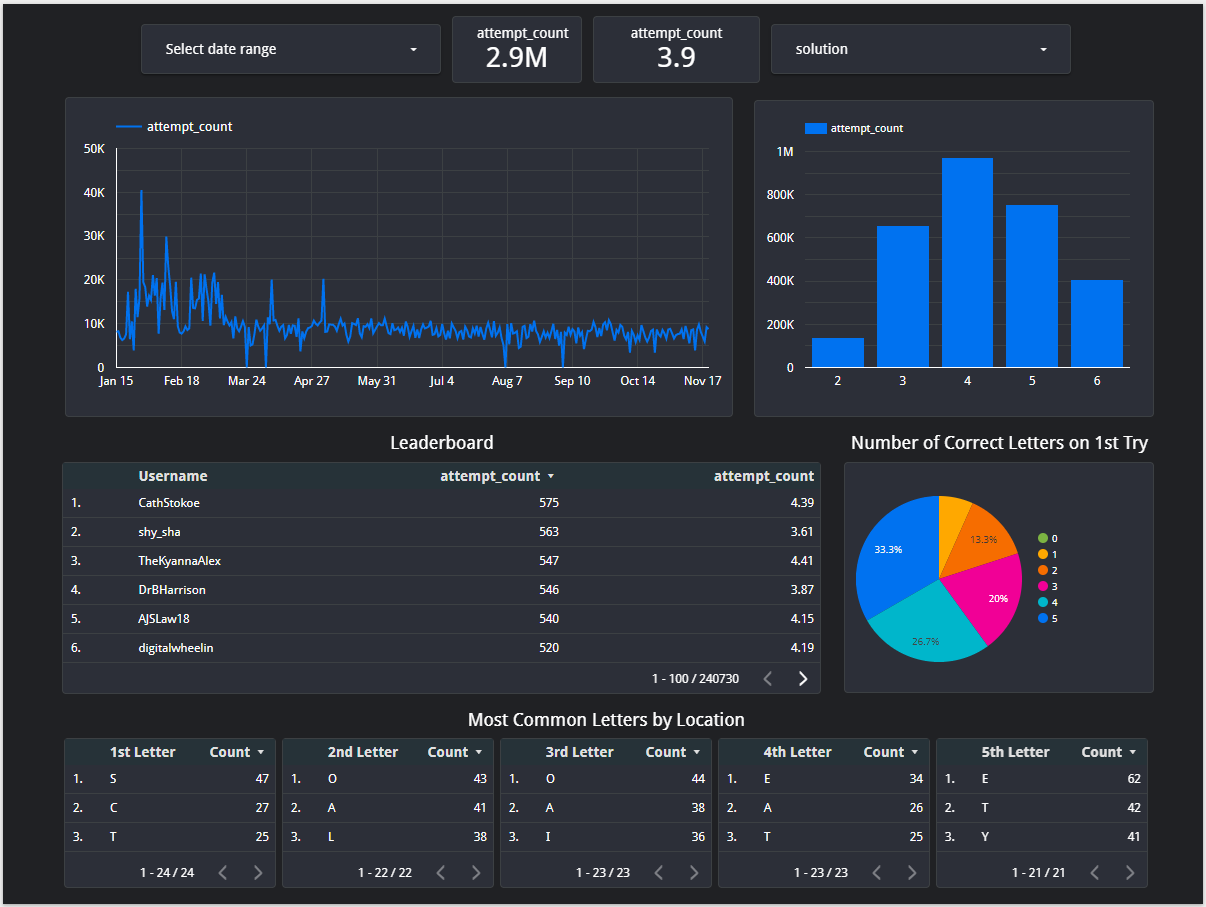 Select date range
attempt_count
2.9M
attempt_count
3.9
solution
attempt_count
50K
40K
30K
20K
10K
0
Jan 15 Feb 18 Mar 24 Apr 27 May 31 Jul 4 Aug 7 Sep 10 Oct 14 Nov 17
attempt_count
1M
800K
600K
400K
200K
0
2 3 4 5 6
Leaderboard
Username attempt_count attempt_count
1. CathStokoe 575 4.39
2. shy_sha 563 3.61
3. TheKyannaAlex 547 4.41
4. DrBHarrison 546 3.87
5. AJSLaw18 540 4.15
6. digitalwheelin 520 4.19
1 - 100 / 240730
Number of Correct Letters on 1st Try
13.3%
33.3%
20%
26.7%
0
1
2
3
4
5
Most Common Letters by Location
1st Letter Count
1. S 47
2. C 27
3. T 25
1 - 24 / 24
2nd Letter Count
1. O 43
2. A 41
3. L 38
1 - 22 / 22
3rd Letter Count
1. O 44
2. A 38
3. I 36
1 - 23 / 23
4th Letter Count
1. E 34
2. A 26
3. T 25
1 - 23 / 23
5th Letter Count
1. E 62
2. T 42
3. Y 41
1 - 21 / 21